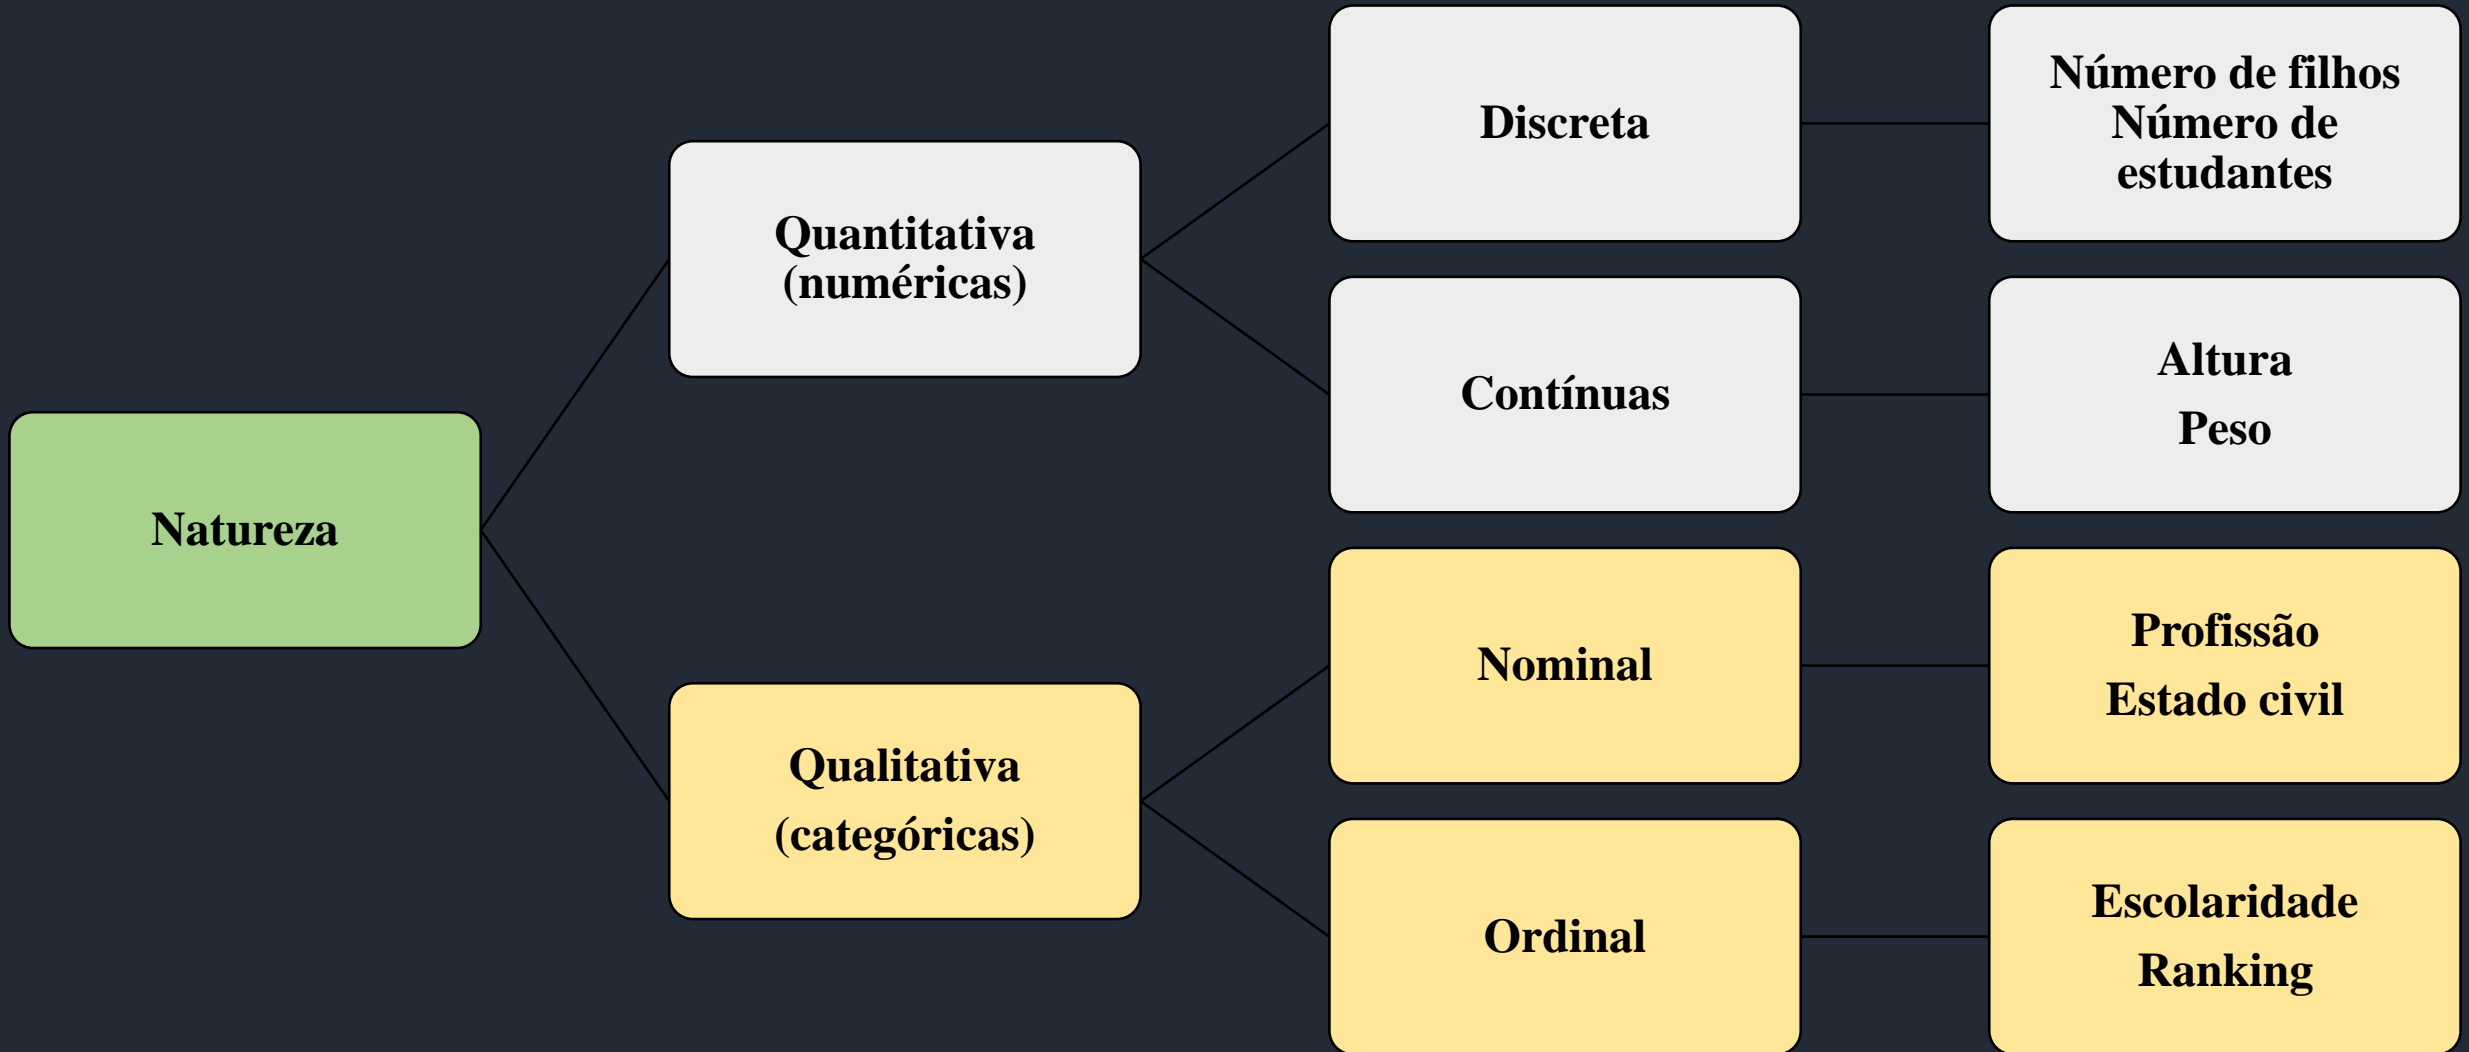 Natureza
Quantitativa
(numéricas)
Discreta
Número de filhos
Número de
estudantes
Contínuas
Altura
Peso
Qualitativa
(categóricas)
Nominal
Profissão
Estado civil
Ordinal
Escolaridade
Ranking